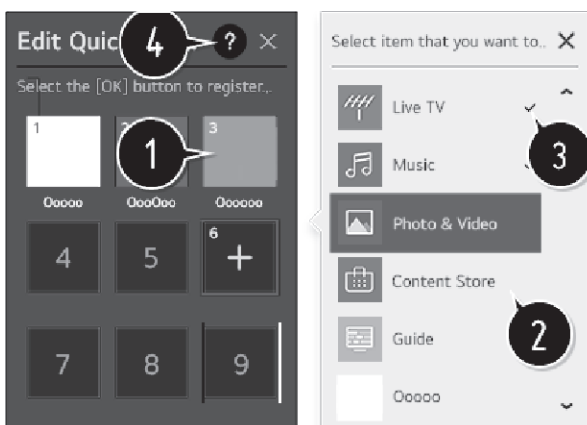 Edit Quic
4
?
Select the [OK] button to register...
1
3
1
Ooooo
OooOoo
Oooooo
4
5
6
7
8
9
Select item that you want to..
Live TV
3
Music
Photo & Video
Content Store
2
Guide
Ooooo